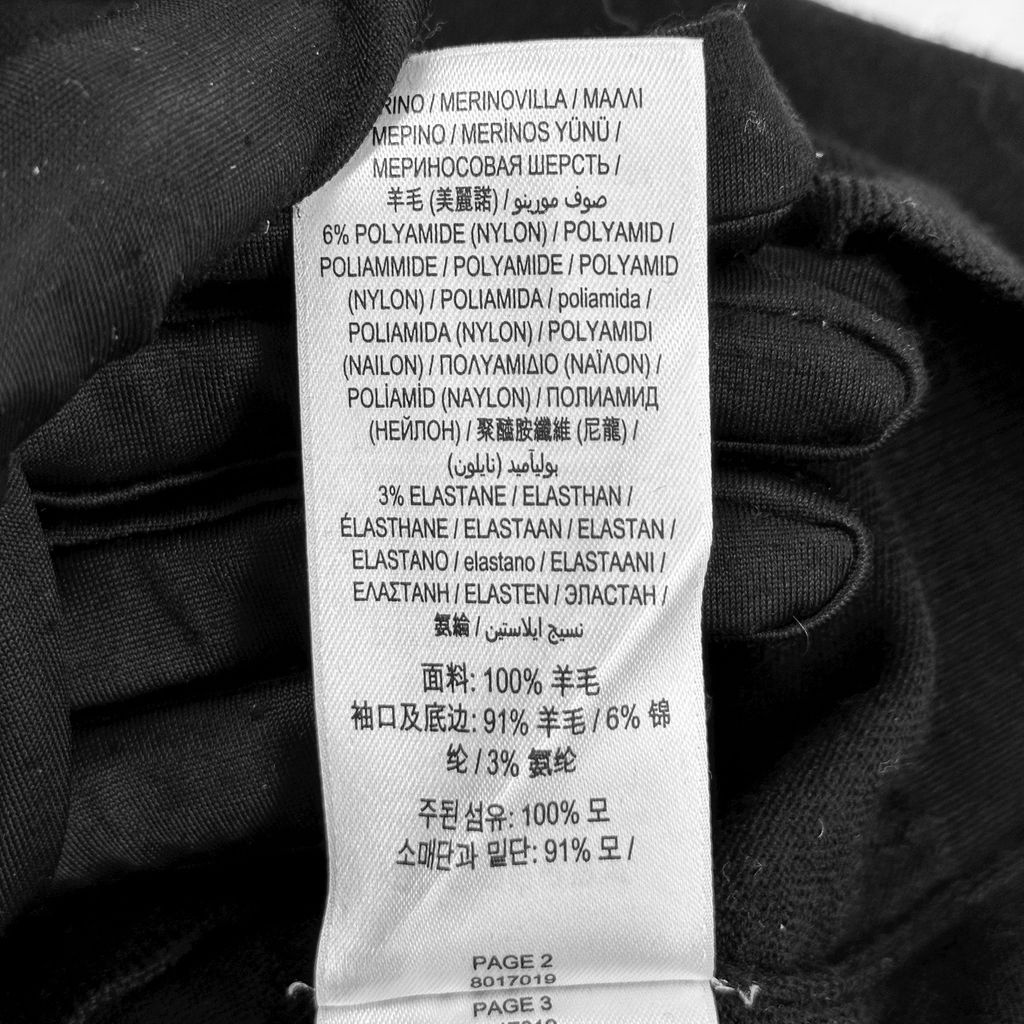 / MERINOVILLA / ΜΑΛΛΙ
ΜΕΡΙΝΟ / MERİNOS YÜNÜ /
МЕРИНОСОВАЯ ШЕРСТЬ /
羊毛 (美麗諾) / صوف مورينو
6% POLYAMIDE (NYLON) / POLYAMID /
POLIAMMIDE / POLYAMIDE / POLYAMID
(NYLON) / POLIAMIDA / poliamida /
POLIAMIDA (NYLON) / POLYAMIDI
(NAILON) / ΠΟΛΥΑΜΙΔΙΟ (ΝΑΪΛΟΝ) /
POLİAMİD (NAYLON) / ПОЛИАМИД
(НЕЙЛОН) / 聚醯胺纖維 (尼龍) /
بوليآميد (نايلون)
3% ELASTANE / ELASTHAN /
ÉLASTHANE / ELASTAAN / ELASTAN /
ELASTANO / elastano / ELASTAANI /
ΕΛΑΣΤΑΝΗ / ELASTEN / ЭЛАСТАН /
氨綸 / نسيج ايلاستين
面料: 100% 羊毛
袖口及底边: 91% 羊毛 / 6% 锦
纶 / 3% 氨纶
주된 섬유: 100% 모
소매단과 밑단: 91% 모 /
PAGE 2
8017019
PAGE 3